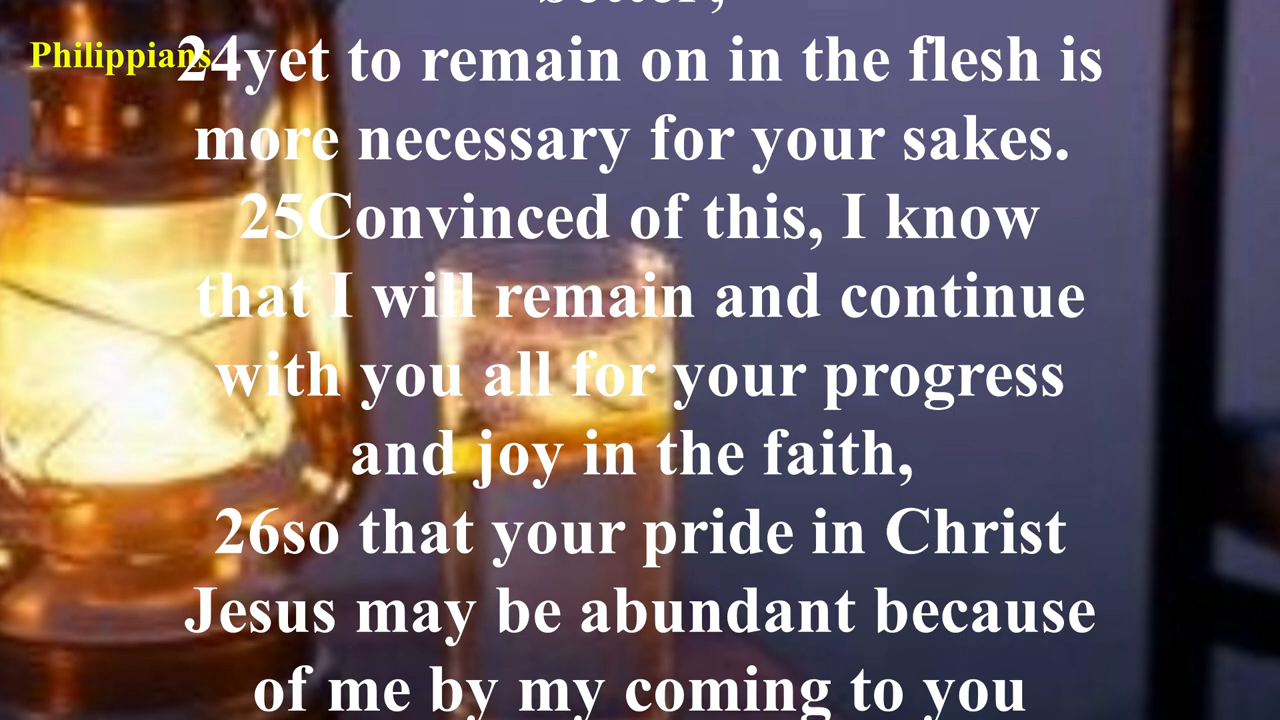 better,
Philippians
24yet to remain on in the flesh is
more necessary for your sakes.
25Convinced of this, I know
that I will remain and continue
with you all for your progress
and joy in the faith,
26so that your pride in Christ
Jesus may be abundant because
of me by my coming to you